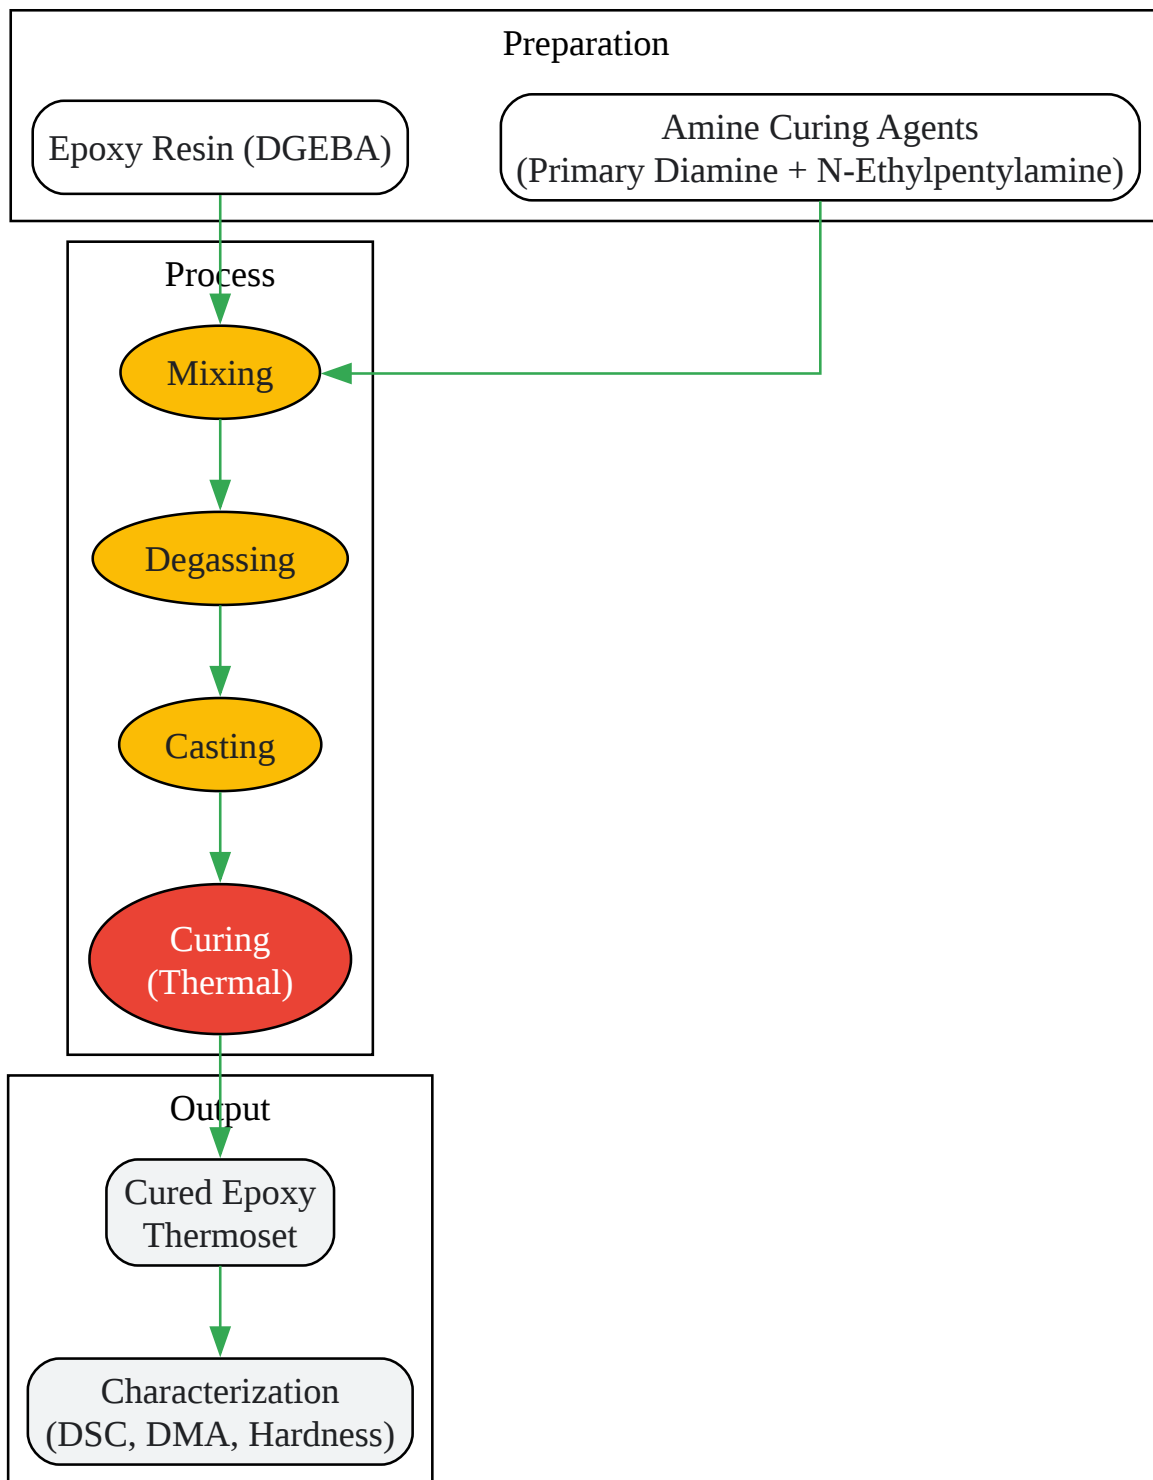 Preparation
Epoxy Resin (DGEBA)
Amine Curing Agents
(Primary Diamine + N-Ethylpentylamine)
Process
Mixing
Degassing
Casting
Curing
(Thermal)
Output
Cured Epoxy
Thermoset
Characterization
(DSC, DMA, Hardness)